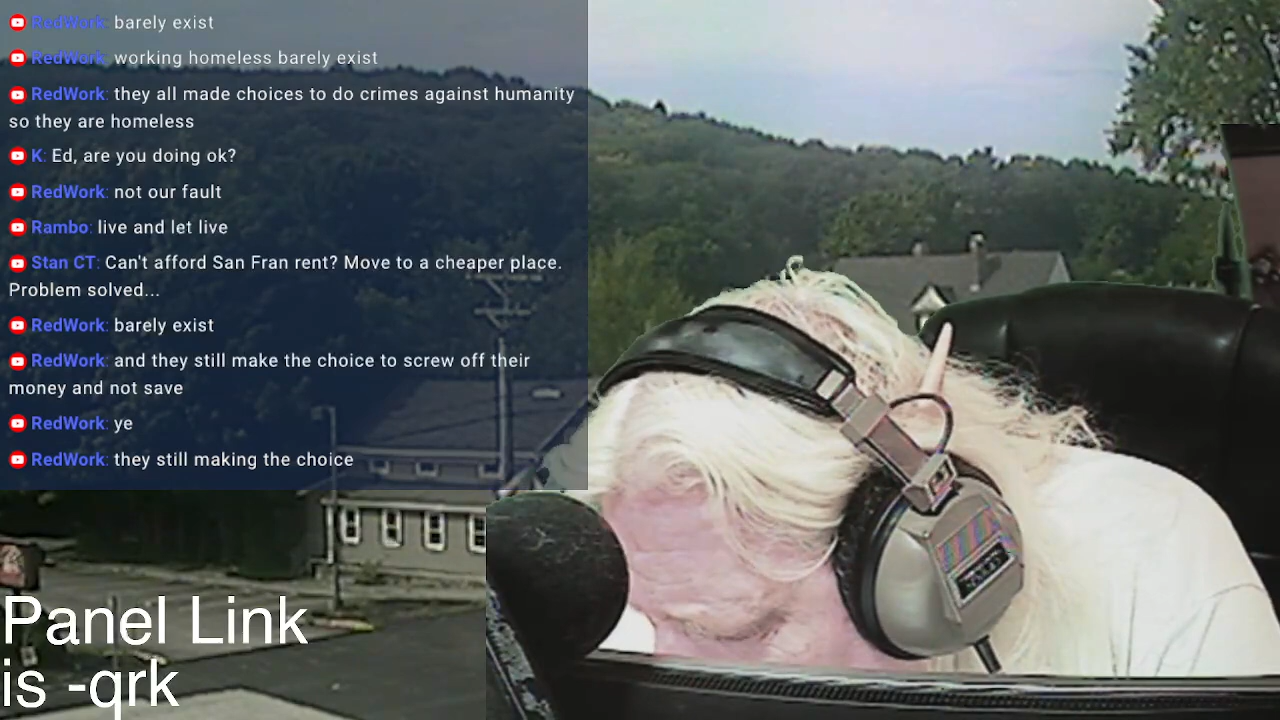 RedWork: barely exist
RedWork: working homeless barely exist
RedWork: they all made choices to do crimes against humanity
so they are homeless
K: Ed, are you doing ok?
RedWork: not our fault
Rambo: live and let live
Stan CT: Can't afford San Fran rent? Move to a cheaper place.
Problem solved...
RedWork: barely exist
RedWork: and they still make the choice to screw off their
money and not save
RedWork: ye
RedWork: they still making the choice
Panel Link
is -qrk